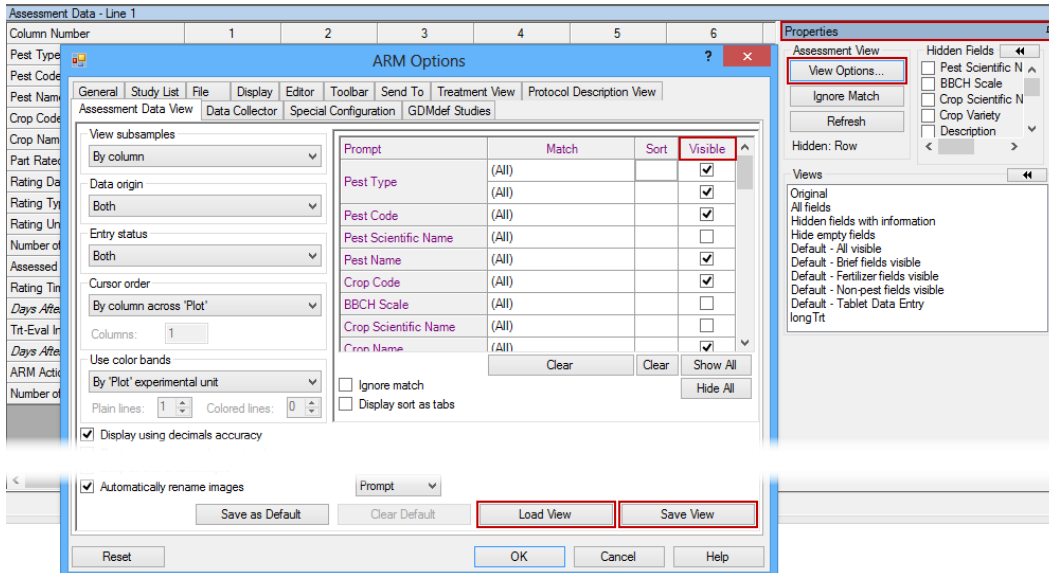 Assessment Data - Line 1
Column Number 1 2 3 4 5 6
Pest Type
Pest Code
Pest Name
Crop Code
Crop Nam
Part Rated
Rating Da
Rating Ty
Rating Un
Number of
Assessed
Rating Tim
Days Afte
Trt-Eval In
Days Afte
ARM Actio
Number of
ARM Options ? ×
General Study List File Display Editor Toolbar Send To Treatment View Protocol Description View
Assessment Data View Data Collector Special Configuration GDMdef Studies
View subsamples
By column
Data origin
Both
Entry status
Both
Cursor order
By column across 'Plot'
Columns: 1
Use color bands
By 'Plot' experimental unit
Plain lines: 1 Colored lines: 0
Display using decimals accuracy
Automatically rename images Prompt
Prompt Match Sort Visible
Pest Type (All)
(All)
Pest Code (All)
Pest Scientific Name (All)
Pest Name (All)
Crop Code (All)
BBCH Scale (All)
Crop Scientific Name (All)
Crop Name (All)
Clear Clear Show All
Ignore match Hide All
Display sort as tabs
Save as Default Clear Default Load View Save View
Reset OK Cancel Help
Properties
Assessment View
View Options...
Ignore Match
Refresh
Hidden: Row
Hidden Fields
Pest Scientific N
BBCH Scale
Crop Scientific N
Crop Variety
Description
Views
Original
All fields
Hidden fields with information
Hide empty fields
Default - All visible
Default - Brief fields visible
Default - Fertilizer fields visible
Default - Non-pest fields visible
Default - Tablet Data Entry
longTrt